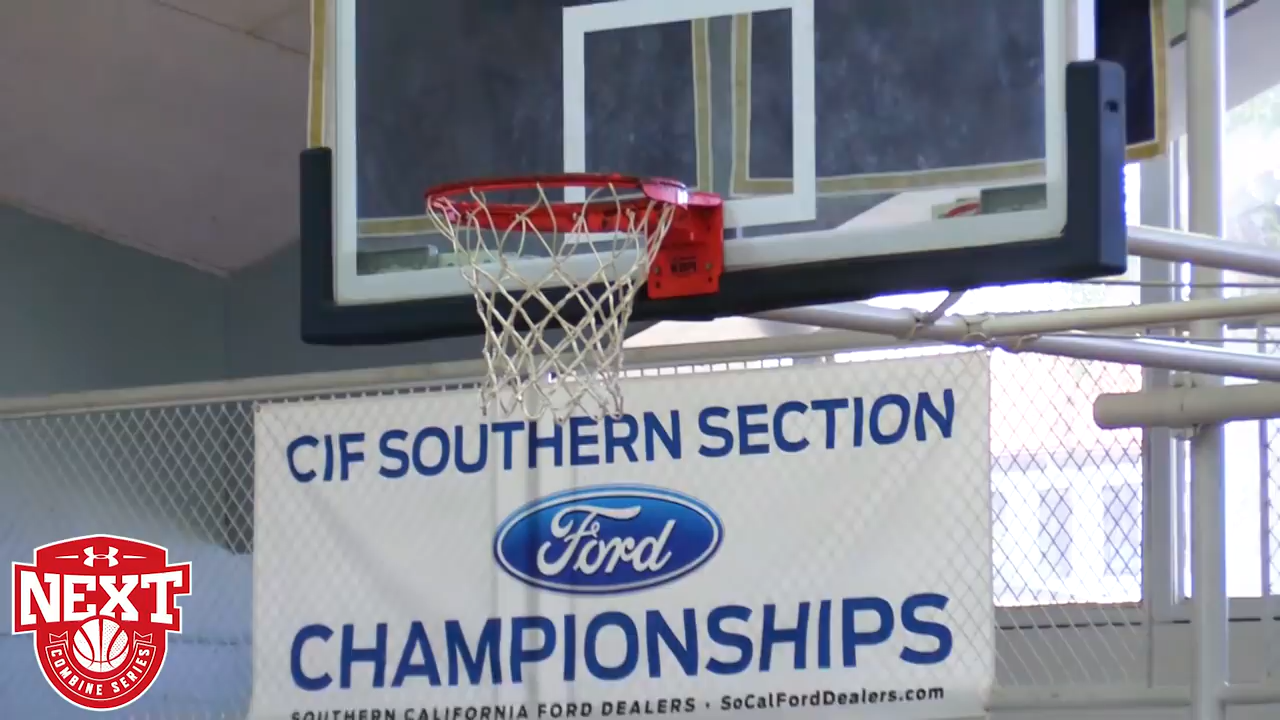 CIF SOUTHERN SECTION
Ford
CHAMPIONSHIPS
SOUTHERN CALIFORNIA FORD DEALERS · SoCalFordDealers.com
NEXT
COMBINE SERIES